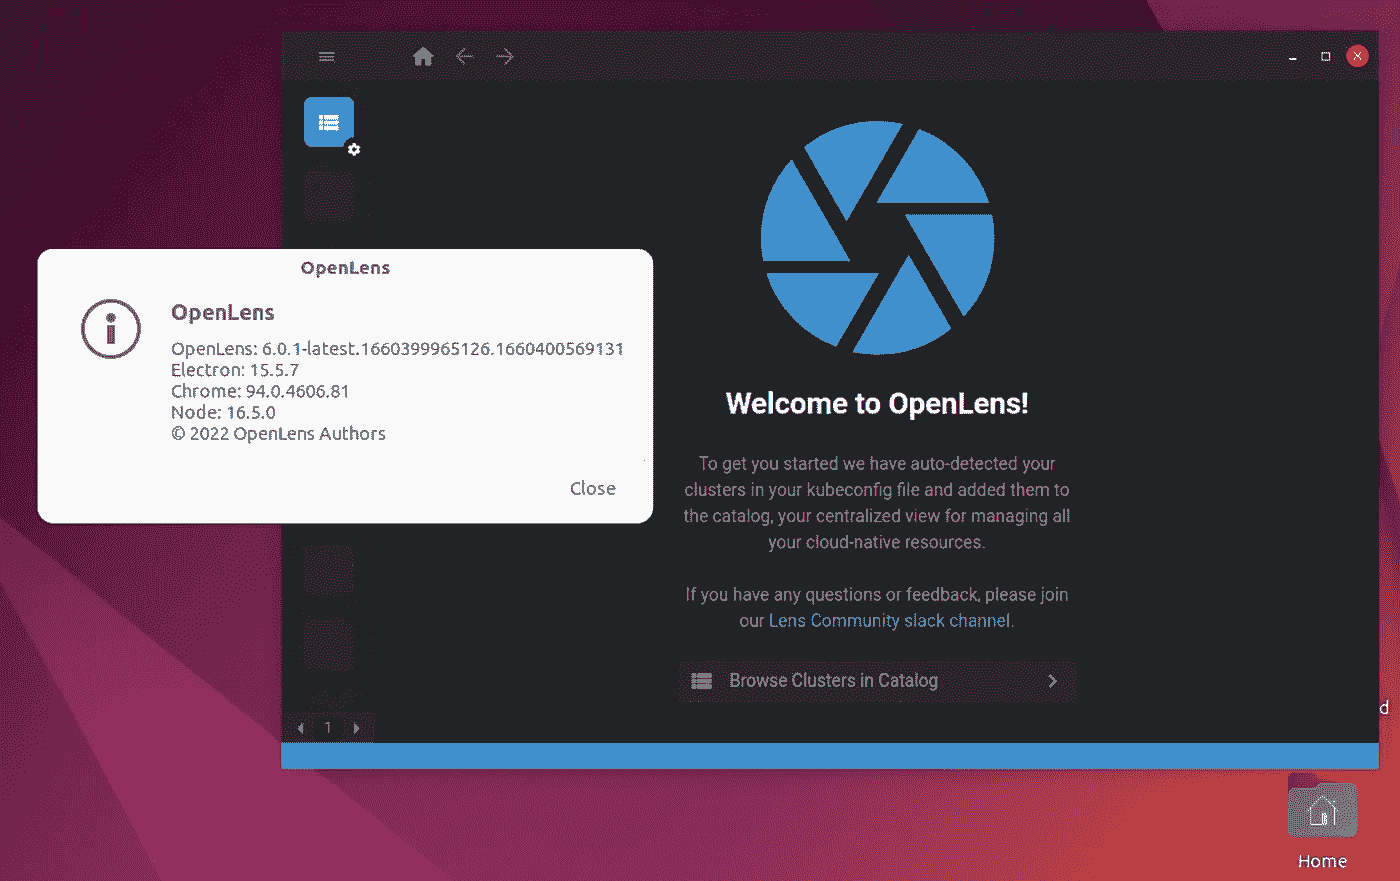 OpenLens
OpenLens
OpenLens: 6.0.1-latest.1660399965126.1660400569131
Electron: 15.5.7
Chrome: 94.0.4606.81
Node: 16.5.0
© 2022 OpenLens Authors
Close
Welcome to OpenLens!
To get you started we have auto-detected your
clusters in your kubeconfig file and added them to
the catalog, your centralized view for managing all
your cloud-native resources.
If you have any questions or feedback, please join
our Lens Community slack channel.
Browse Clusters in Catalog
1
d
Home